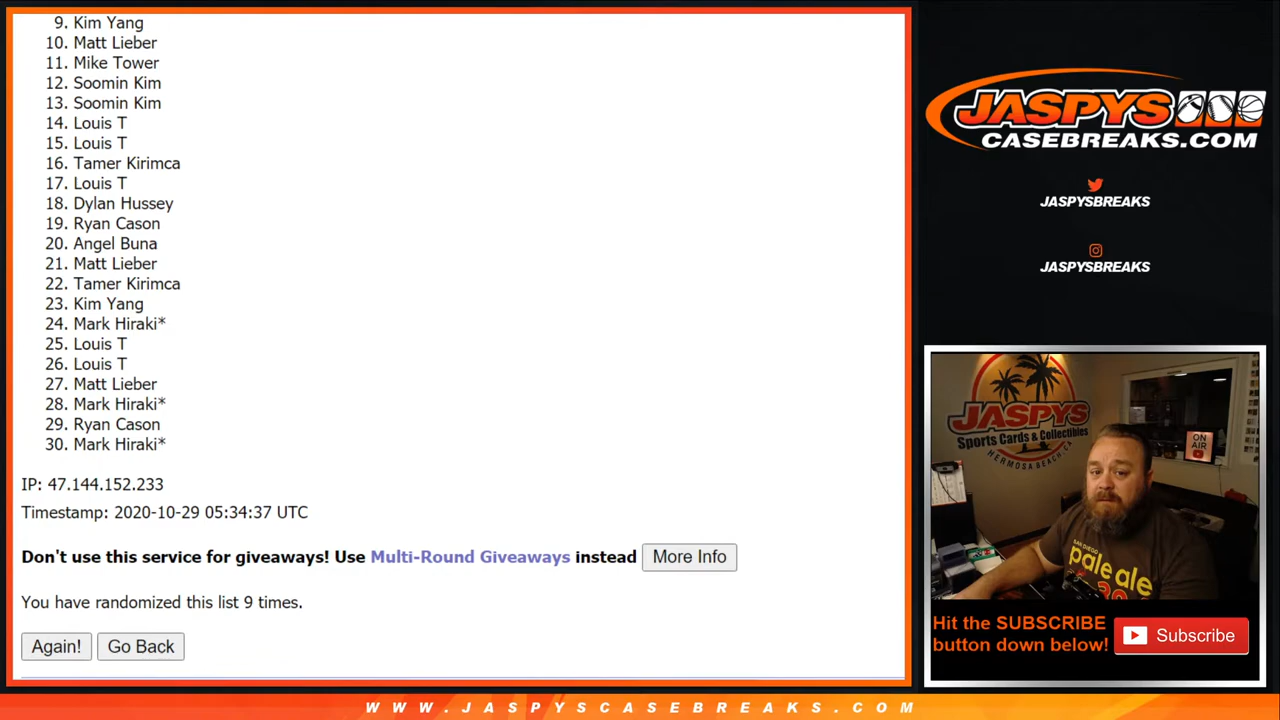 9. Kim Yang
10. Matt Lieber
11. Mike Tower
12. Soomin Kim
13. Soomin Kim
14. Louis T
15. Louis T
16. Tamer Kirimca
17. Louis T
18. Dylan Hussey
19. Ryan Cason
20. Angel Buna
21. Matt Lieber
22. Tamer Kirimca
23. Kim Yang
24. Mark Hiraki*
25. Louis T
26. Louis T
27. Matt Lieber
28. Mark Hiraki*
29. Ryan Cason
30. Mark Hiraki*
IP: 47.144.152.233
Timestamp: 2020-10-29 05:34:37 UTC
Don't use this service for giveaways! Use Multi-Round Giveaways instead More Info
You have randomized this list 9 times.
Again! Go Back
JASPYS
CASEBREAKS.COM
JASPYSBREAKS
JASPYSBREAKS
JASPYS
Sports Cards & Collectibles
HERMOSA BEACH, CA
ON
AIR
SAN DIEGO
pale ale
Hit the SUBSCRIBE
button down below!
Subscribe
WWW.JASPYSCASEBREAKS.COM